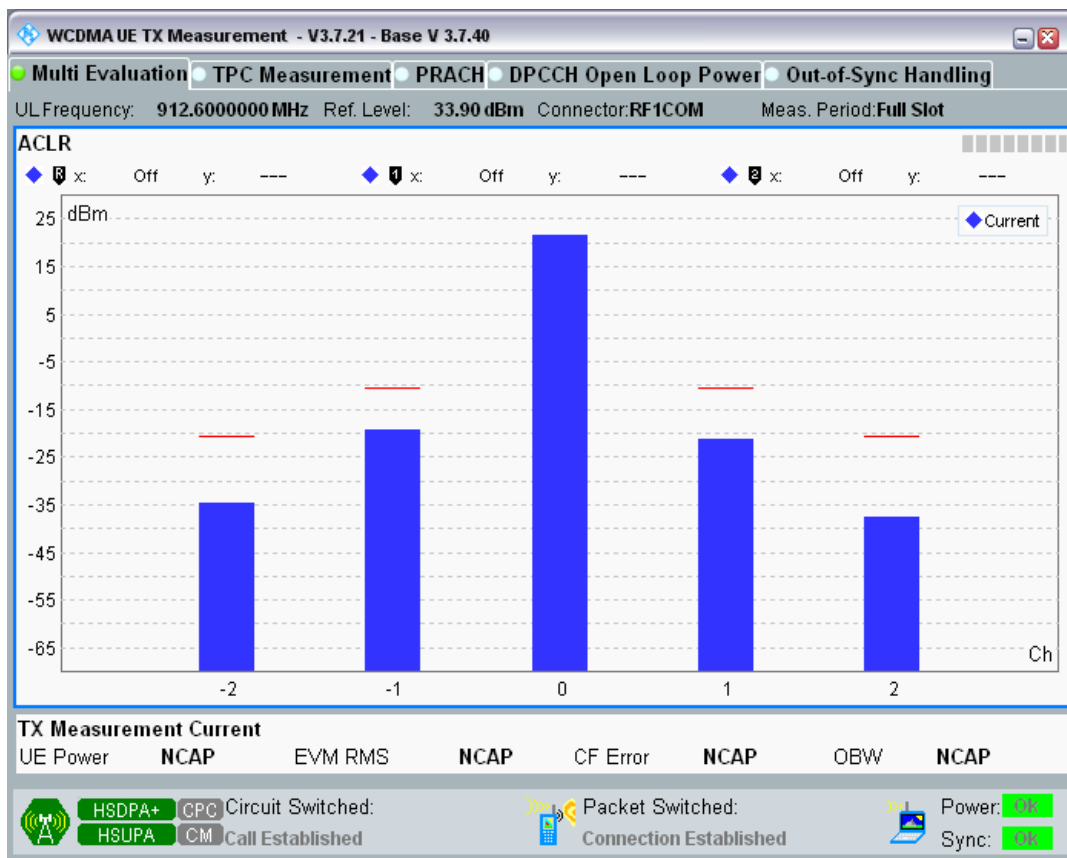 WCDMA UE TX Measurement - V3.7.21 - Base V 3.7.40
Multi Evaluation TPC Measurement PRACH DPCCH Open Loop Power Out-of-Sync Handling
UL Frequency: 912.6000000 MHz Ref. Level: 33.90 dBm Connector:RF1COM Meas. Period:Full Slot
ACLR
R x: Off y: --- 1 x: Off y: --- 2 x: Off y: ---
dBm
Current
25
15
5
-5
-15
-25
-35
-45
-55
-65
Ch
-2 -1 0 1 2
TX Measurement Current
UE Power NCAP EVM RMS NCAP CF Error NCAP OBW NCAP
HSDPA+ CPC Circuit Switched: Packet Switched: Power: Ok
HSUPA CM Call Established Connection Established Sync: Ok